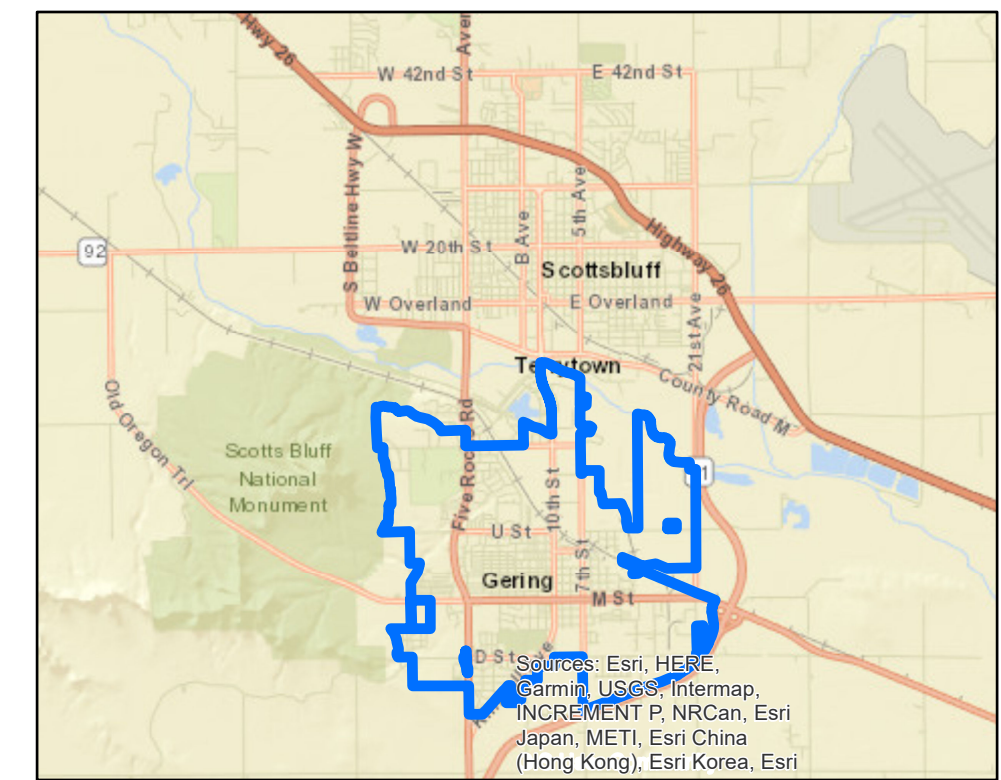 Hwy 26
Aven
W 42nd St
E 42nd St
S Beltline Hwy W
5th Ave
B Ave
W 20th St
92
Highway 26
Scottsbluff
W Overland
E Overland
21st Ave
Terrytown
County Road M
Old Oregon Trl
Five Rocks Rd
Scotts Bluff
National
Monument
10th St
U St
7th St
Gering
M St
D St
Sources: Esri, HERE,
Garmin, USGS, Intermap,
INCREMENT P, NRCan, Esri
Japan, METI, Esri China
(Hong Kong), Esri Korea, Esri